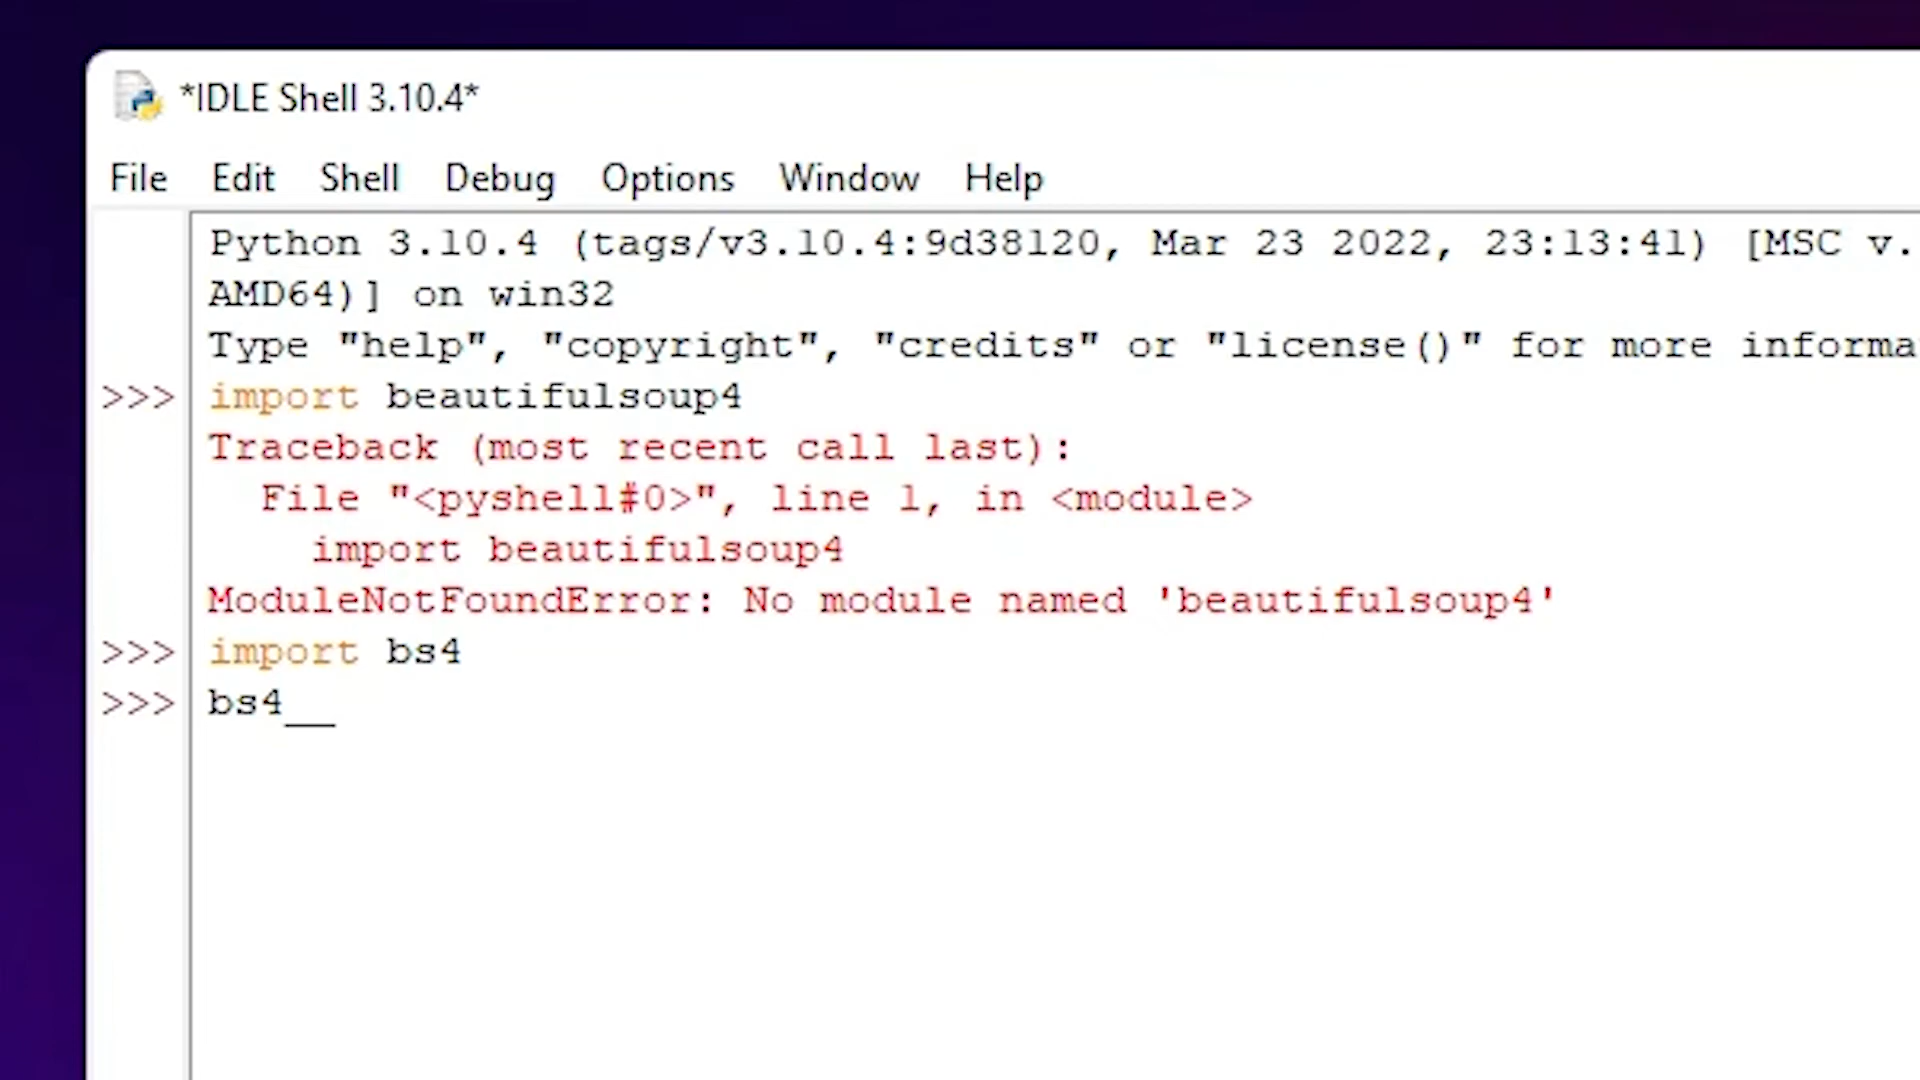 *IDLE Shell 3.10.4*
File Edit Shell Debug Options Window Help
Python 3.10.4 (tags/v3.10.4:9d38120, Mar 23 2022, 23:13:41) [MSC v.
AMD64)] on win32
Type "help", "copyright", "credits" or "license()" for more informa
>>> import beautifulsoup4
Traceback (most recent call last):
  File "<pyshell#0>", line 1, in <module>
    import beautifulsoup4
ModuleNotFoundError: No module named 'beautifulsoup4'
>>> import bs4
>>> bs4__